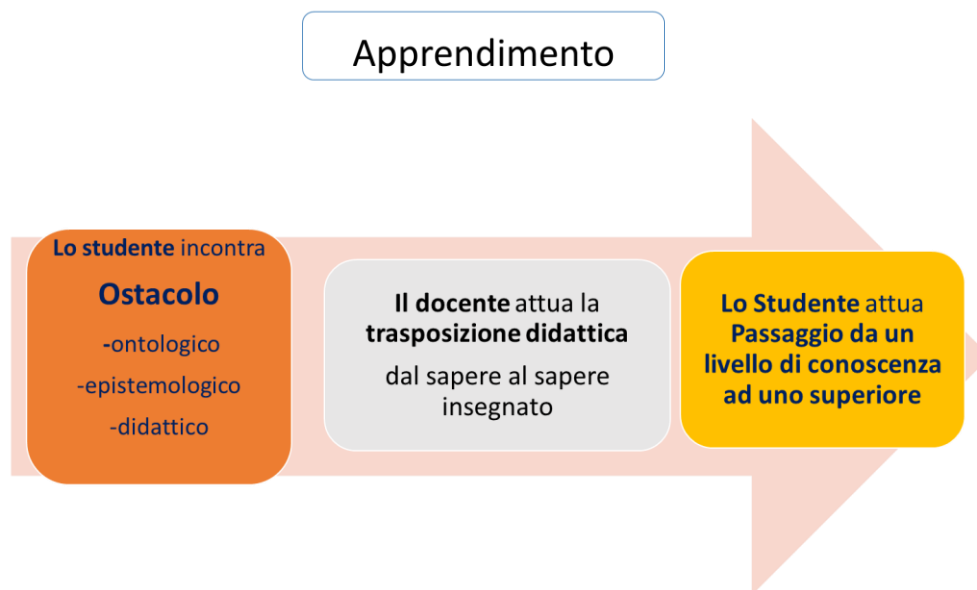 Apprendimento
Lo studente incontra
Ostacolo
-ontologico
-epistemologico
-didattico
Il docente attua la
trasposizione didattica
dal sapere al sapere
insegnato
Lo Studente attua
Passaggio da un
livello di conoscenza
ad uno superiore